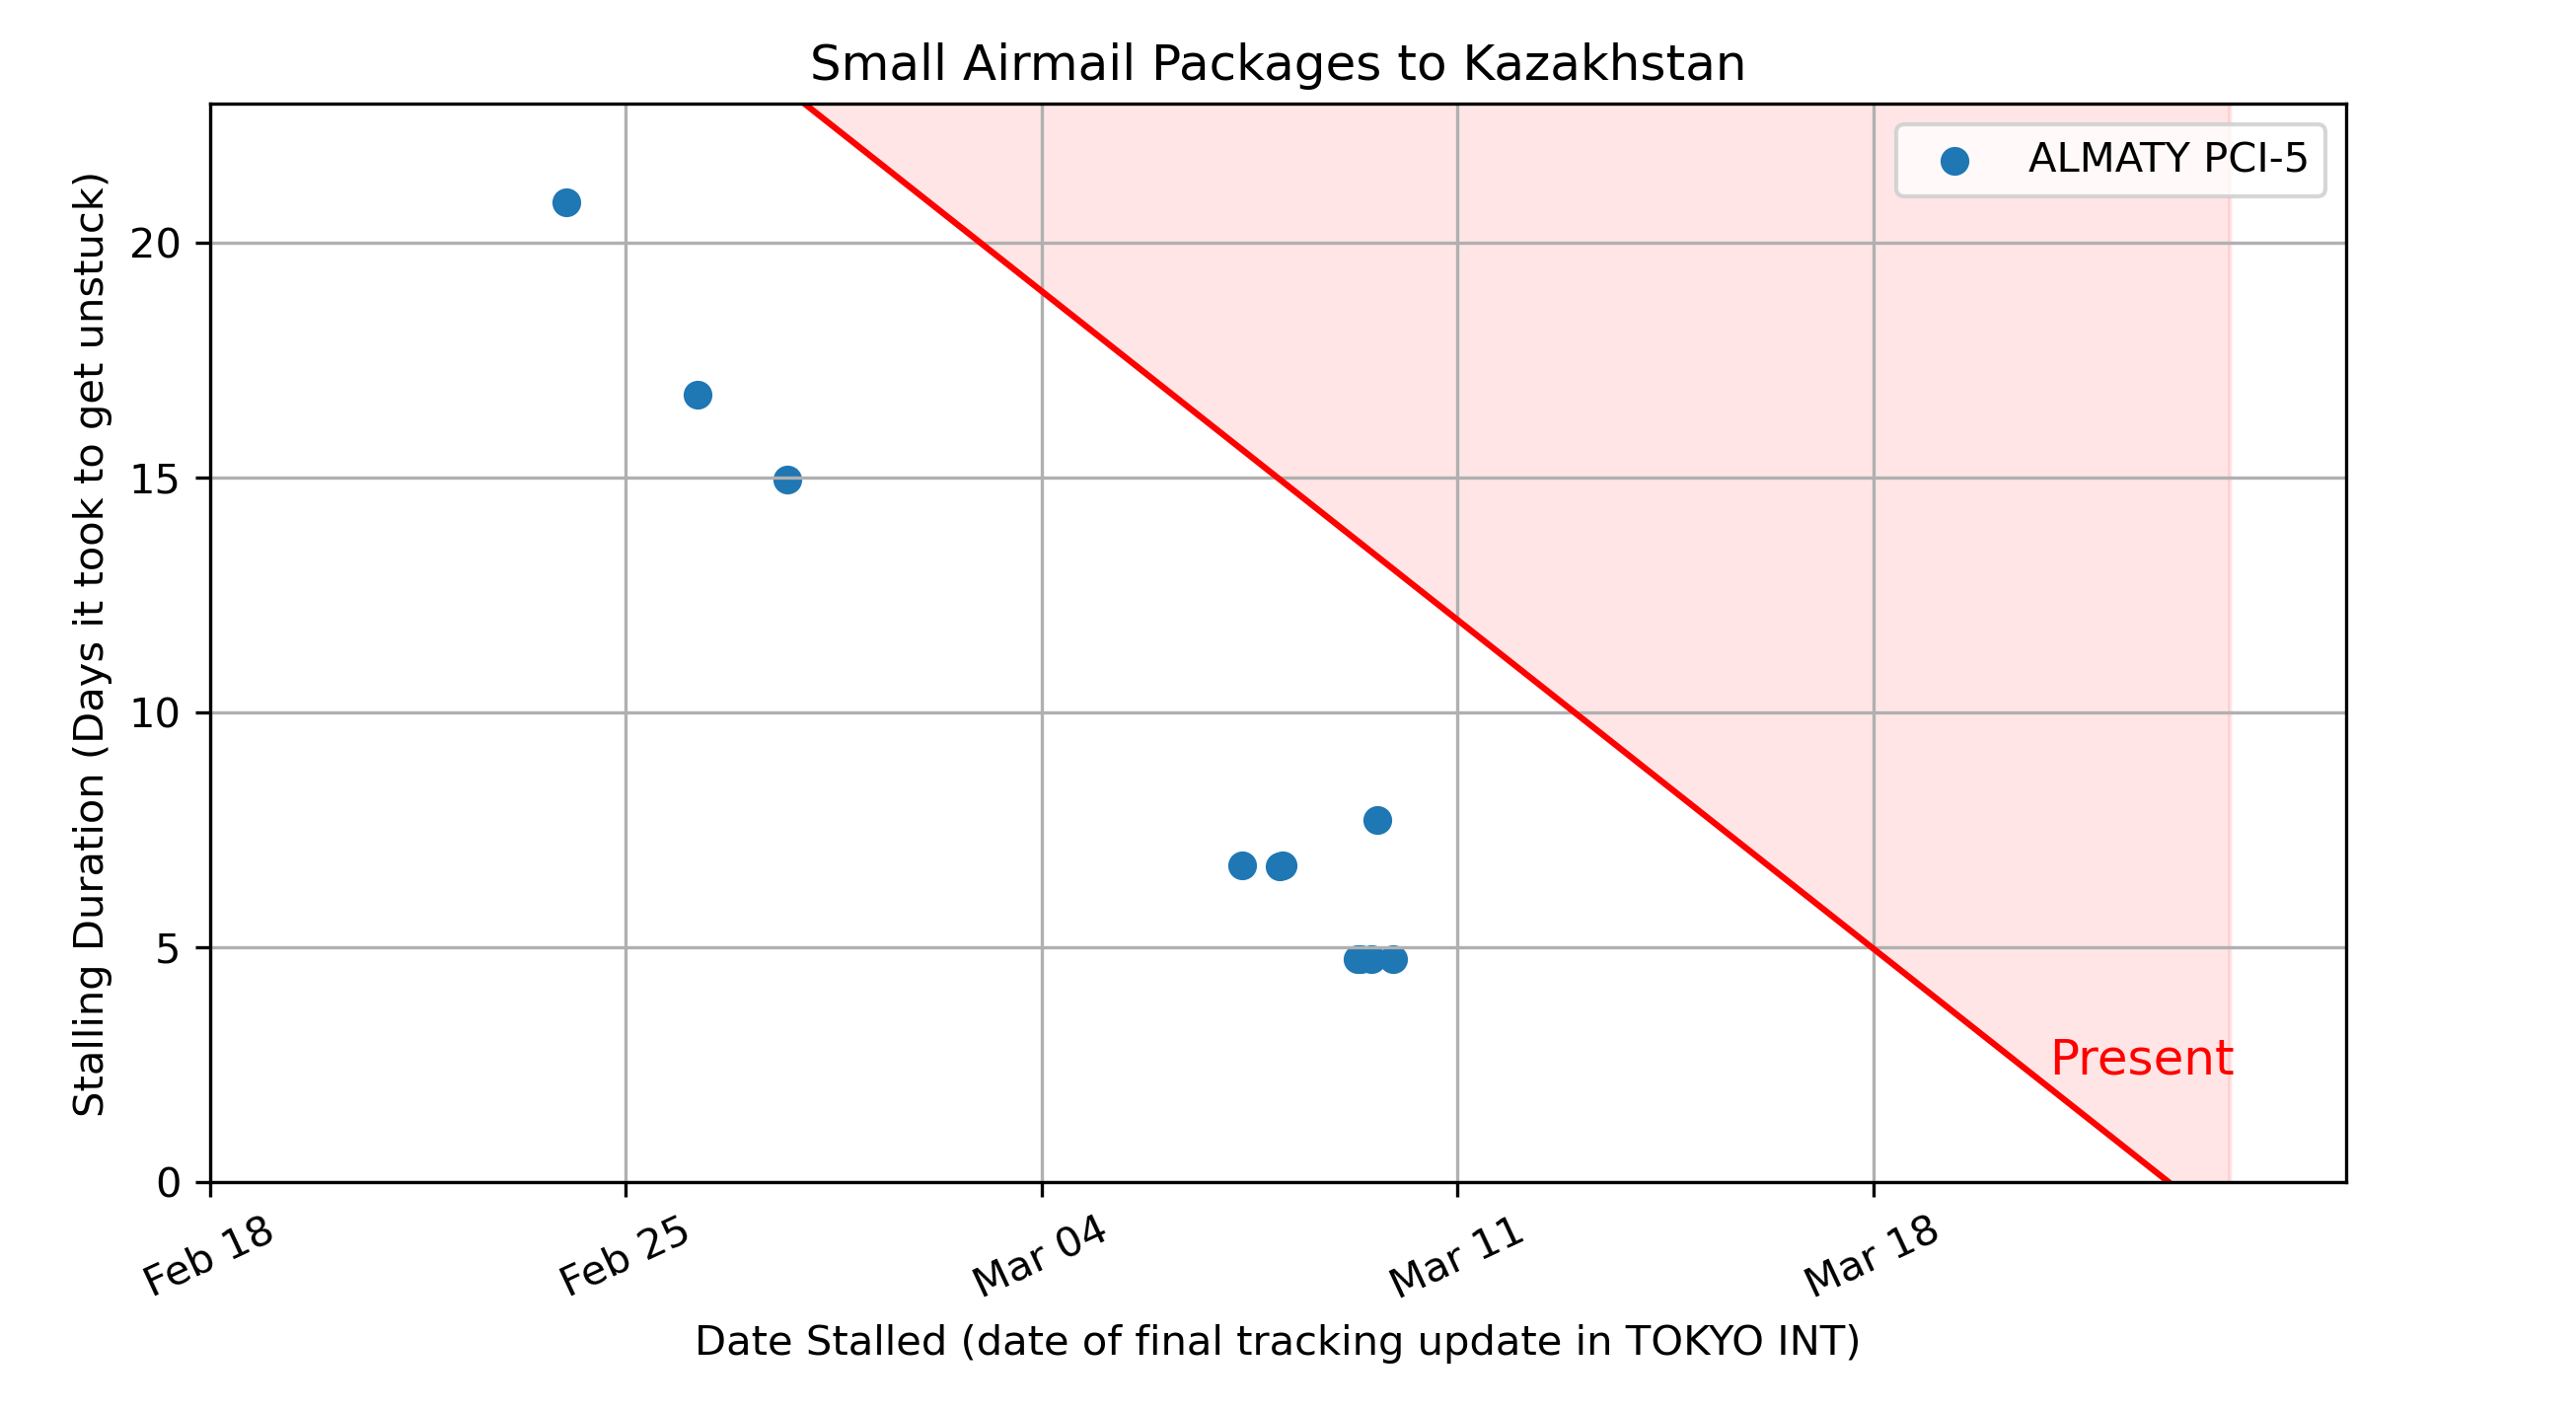 Small Airmail Packages to Kazakhstan
ALMATY PCI-5
Stalling Duration (Days it took to get unstuck)
20
15
10
5
0
Present
Feb 18
Feb 25
Mar 04
Mar 11
Mar 18
Date Stalled (date of final tracking update in TOKYO INT)